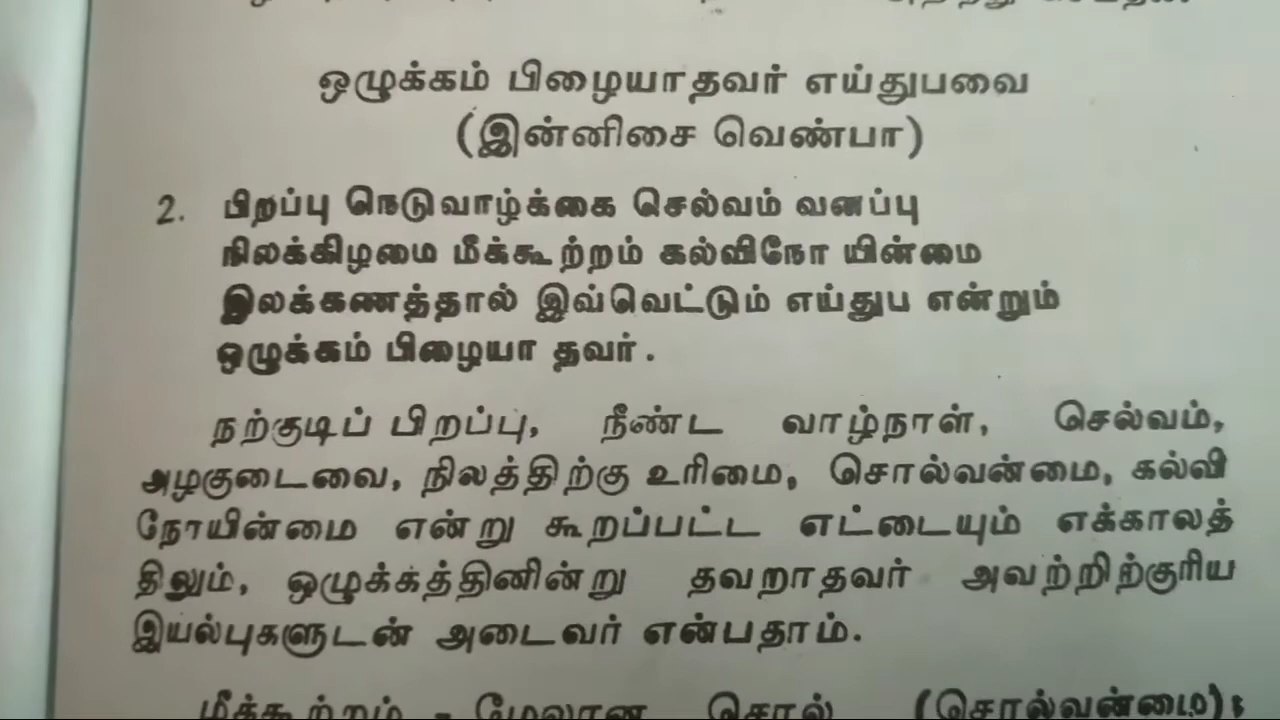 ஒழுக்கம் பிழையாதவர் எய்துபவை
(இன்னிசை வெண்பா)
2. பிறப்பு நெடுவாழ்க்கை செல்வம் வனப்பு
நிலக்கிழமை மீக்கூற்றம் கல்விநோ யின்மை
இலக்கணத்தால் இவ்வெட்டும் எய்துப என்றும்
ஒழுக்கம் பிழையா தவர்.
நற்குடிப் பிறப்பு, நீண்ட வாழ்நாள், செல்வம்,
அழகுடைவை, நிலத்திற்கு உரிமை, சொல்வன்மை, கல்வி
நோயின்மை என்று கூறப்பட்ட எட்டையும் எக்காலத்
திலும், ஒழுக்கத்தினின்று தவறாதவர் அவற்றிற்குரிய
இயல்புகளுடன் அடைவர் என்பதாம்.
மீக்கூற்றம் - மேலான சொல் (சொல்வன்மை);